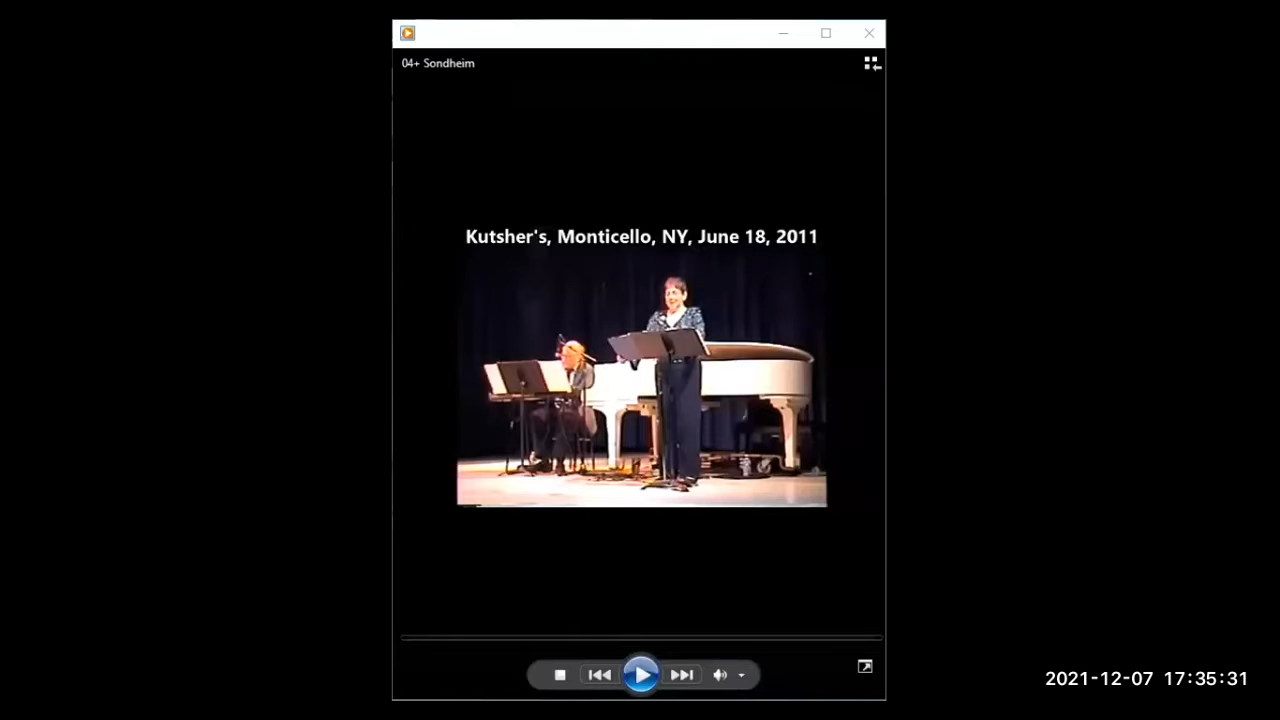 04+ Sondheim
Kutsher's, Monticello, NY, June 18, 2011
2021-12-07 17:35:31